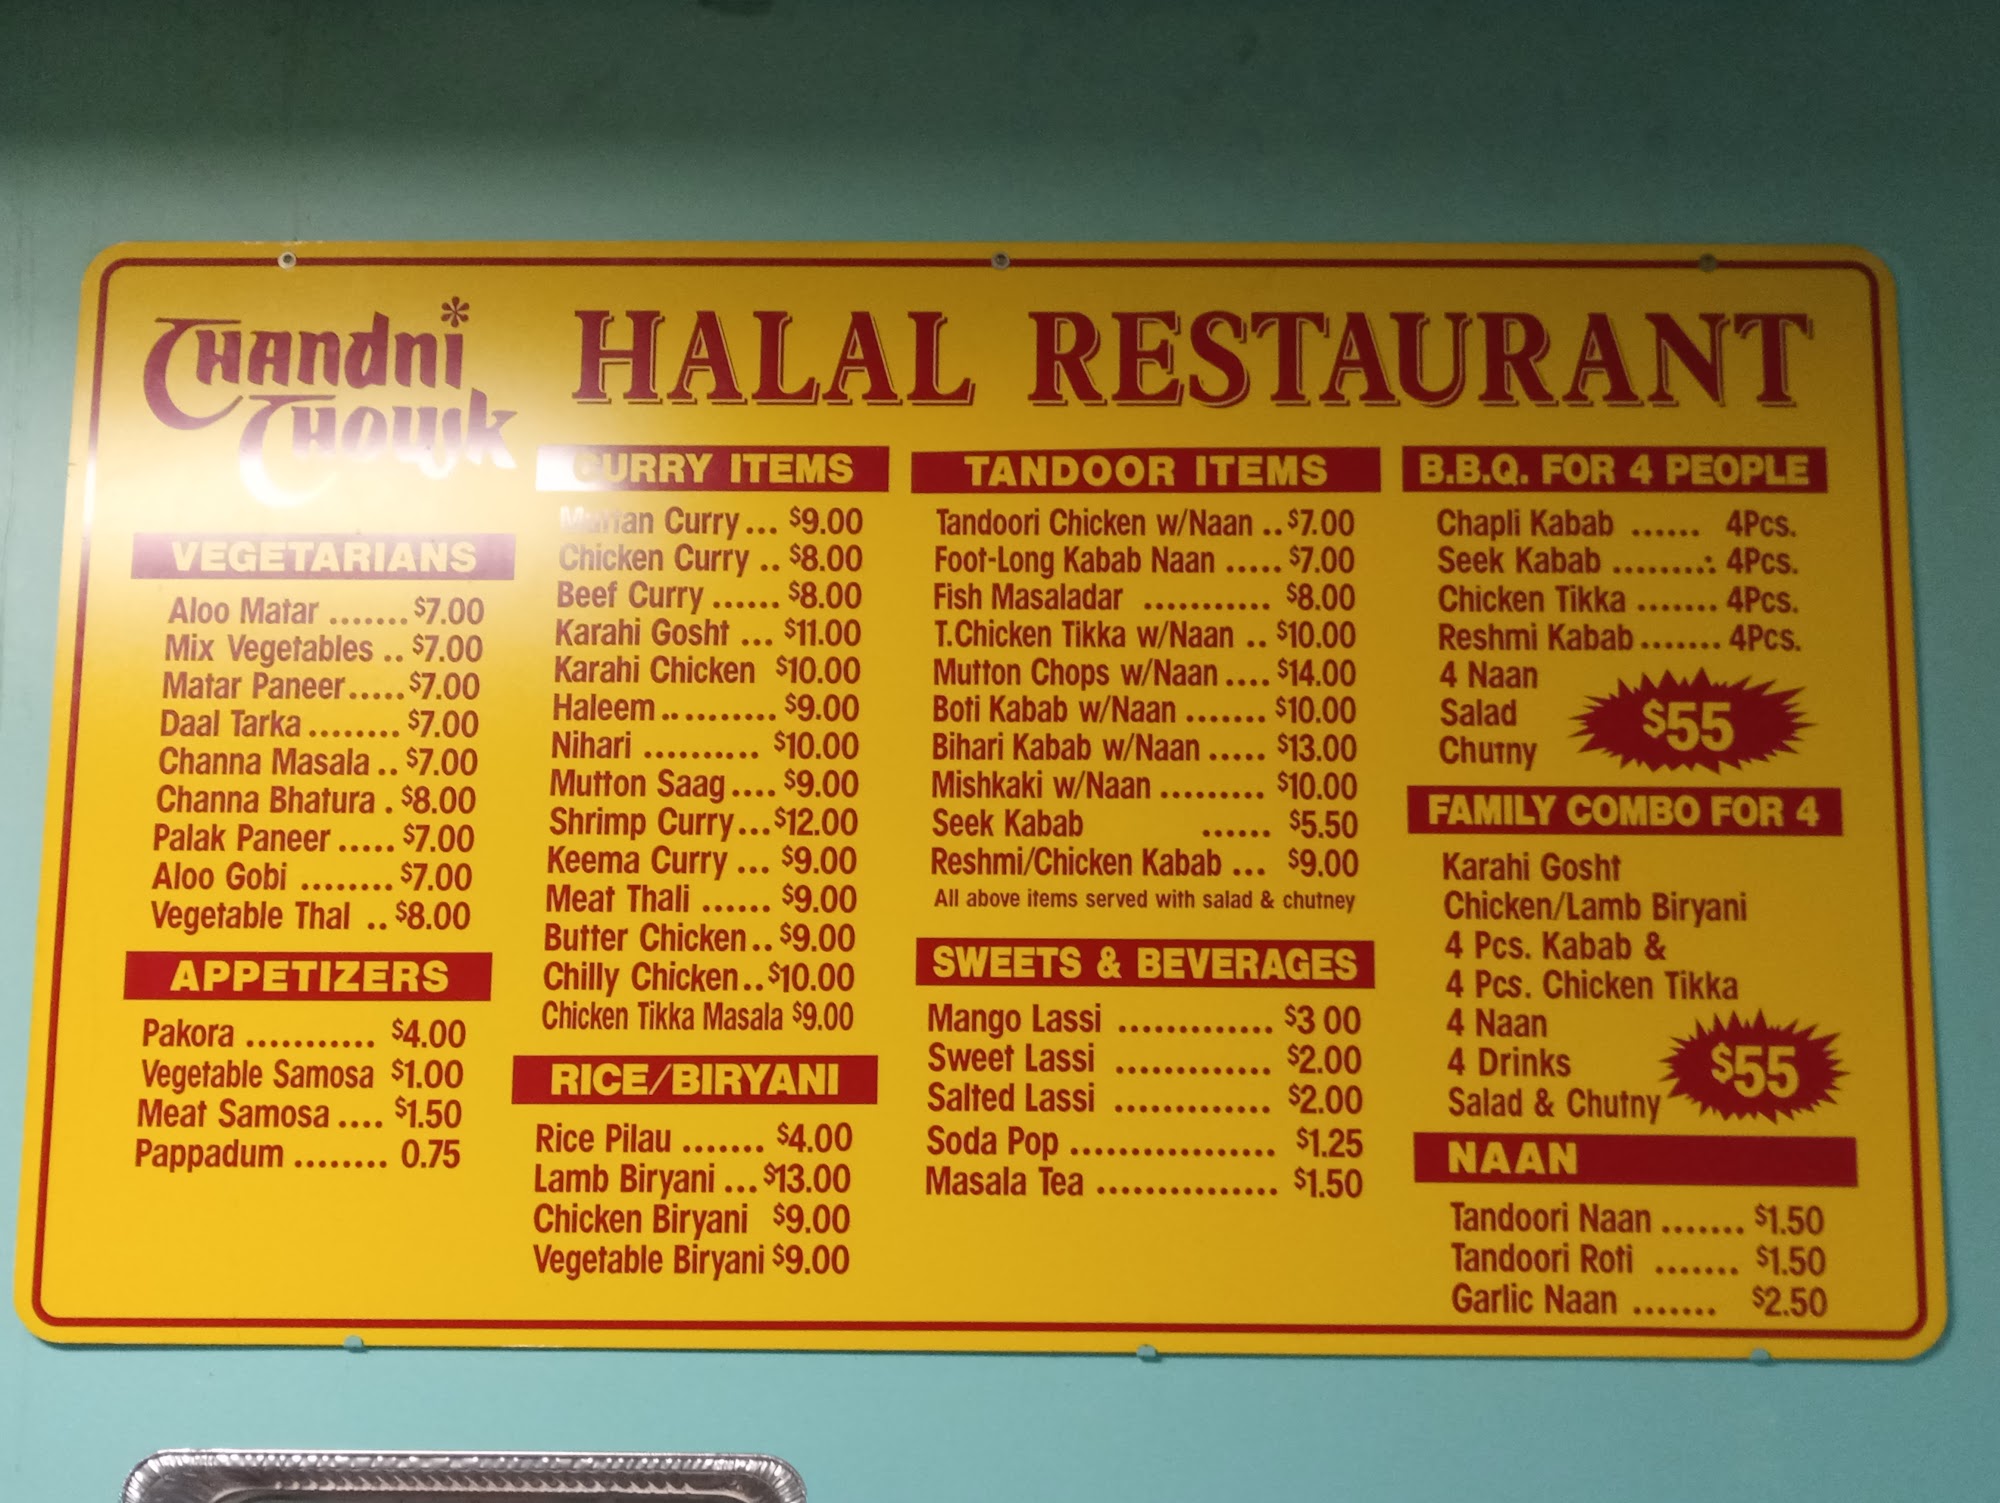 Chandni
Chowk
HALAL RESTAURANT
VEGETARIANS
Aloo Matar ....... $7.00
Mix Vegetables .. $7.00
Matar Paneer..... $7.00
Daal Tarka ........ $7.00
Channa Masala .. $7.00
Channa Bhatura . $8.00
Palak Paneer ..... $7.00
Aloo Gobi ........ $7.00
Vegetable Thal .. $8.00
APPETIZERS
Pakora ........... $4.00
Vegetable Samosa $1.00
Meat Samosa .... $1.50
Pappadum ........ 0.75
CURRY ITEMS
Muttan Curry... $9.00
Chicken Curry .. $8.00
Beef Curry ...... $8.00
Karahi Gosht ... $11.00
Karahi Chicken $10.00
Haleem .. ......... $9.00
Nihari .......... $10.00
Mutton Saag .... $9.00
Shrimp Curry... $12.00
Keema Curry ... $9.00
Meat Thali ...... $9.00
Butter Chicken .. $9.00
Chilly Chicken .. $10.00
Chicken Tikka Masala $9.00
RICE/BIRYANI
Rice Pilau ....... $4.00
Lamb Biryani ... $13.00
Chicken Biryani $9.00
Vegetable Biryani $9.00
TANDOOR ITEMS
Tandoori Chicken w/Naan .. $7.00
Foot-Long Kabab Naan ..... $7.00
Fish Masaladar ........... $8.00
T.Chicken Tikka w/Naan .. $10.00
Mutton Chops w/Naan .... $14.00
Boti Kabab w/Naan ....... $10.00
Bihari Kabab w/Naan ..... $13.00
Mishkaki w/Naan ......... $10.00
Seek Kabab ...... $5.50
Reshmi/Chicken Kabab ... $9.00
All above items served with salad & chutney
SWEETS & BEVERAGES
Mango Lassi ............. $3 00
Sweet Lassi ............. $2.00
Salted Lassi ............. $2.00
Soda Pop ................. $1.25
Masala Tea ............... $1.50
B.B.Q. FOR 4 PEOPLE
Chapli Kabab ...... 4Pcs.
Seek Kabab ........: 4Pcs.
Chicken Tikka ....... 4Pcs.
Reshmi Kabab ....... 4Pcs.
4 Naan
Salad
Chutny
$55
FAMILY COMBO FOR 4
Karahi Gosht
Chicken/Lamb Biryani
4 Pcs. Kabab &
4 Pcs. Chicken Tikka
4 Naan
4 Drinks
Salad & Chutny
$55
NAAN
Tandoori Naan ....... $1.50
Tandoori Roti ....... $1.50
Garlic Naan ....... $2.50